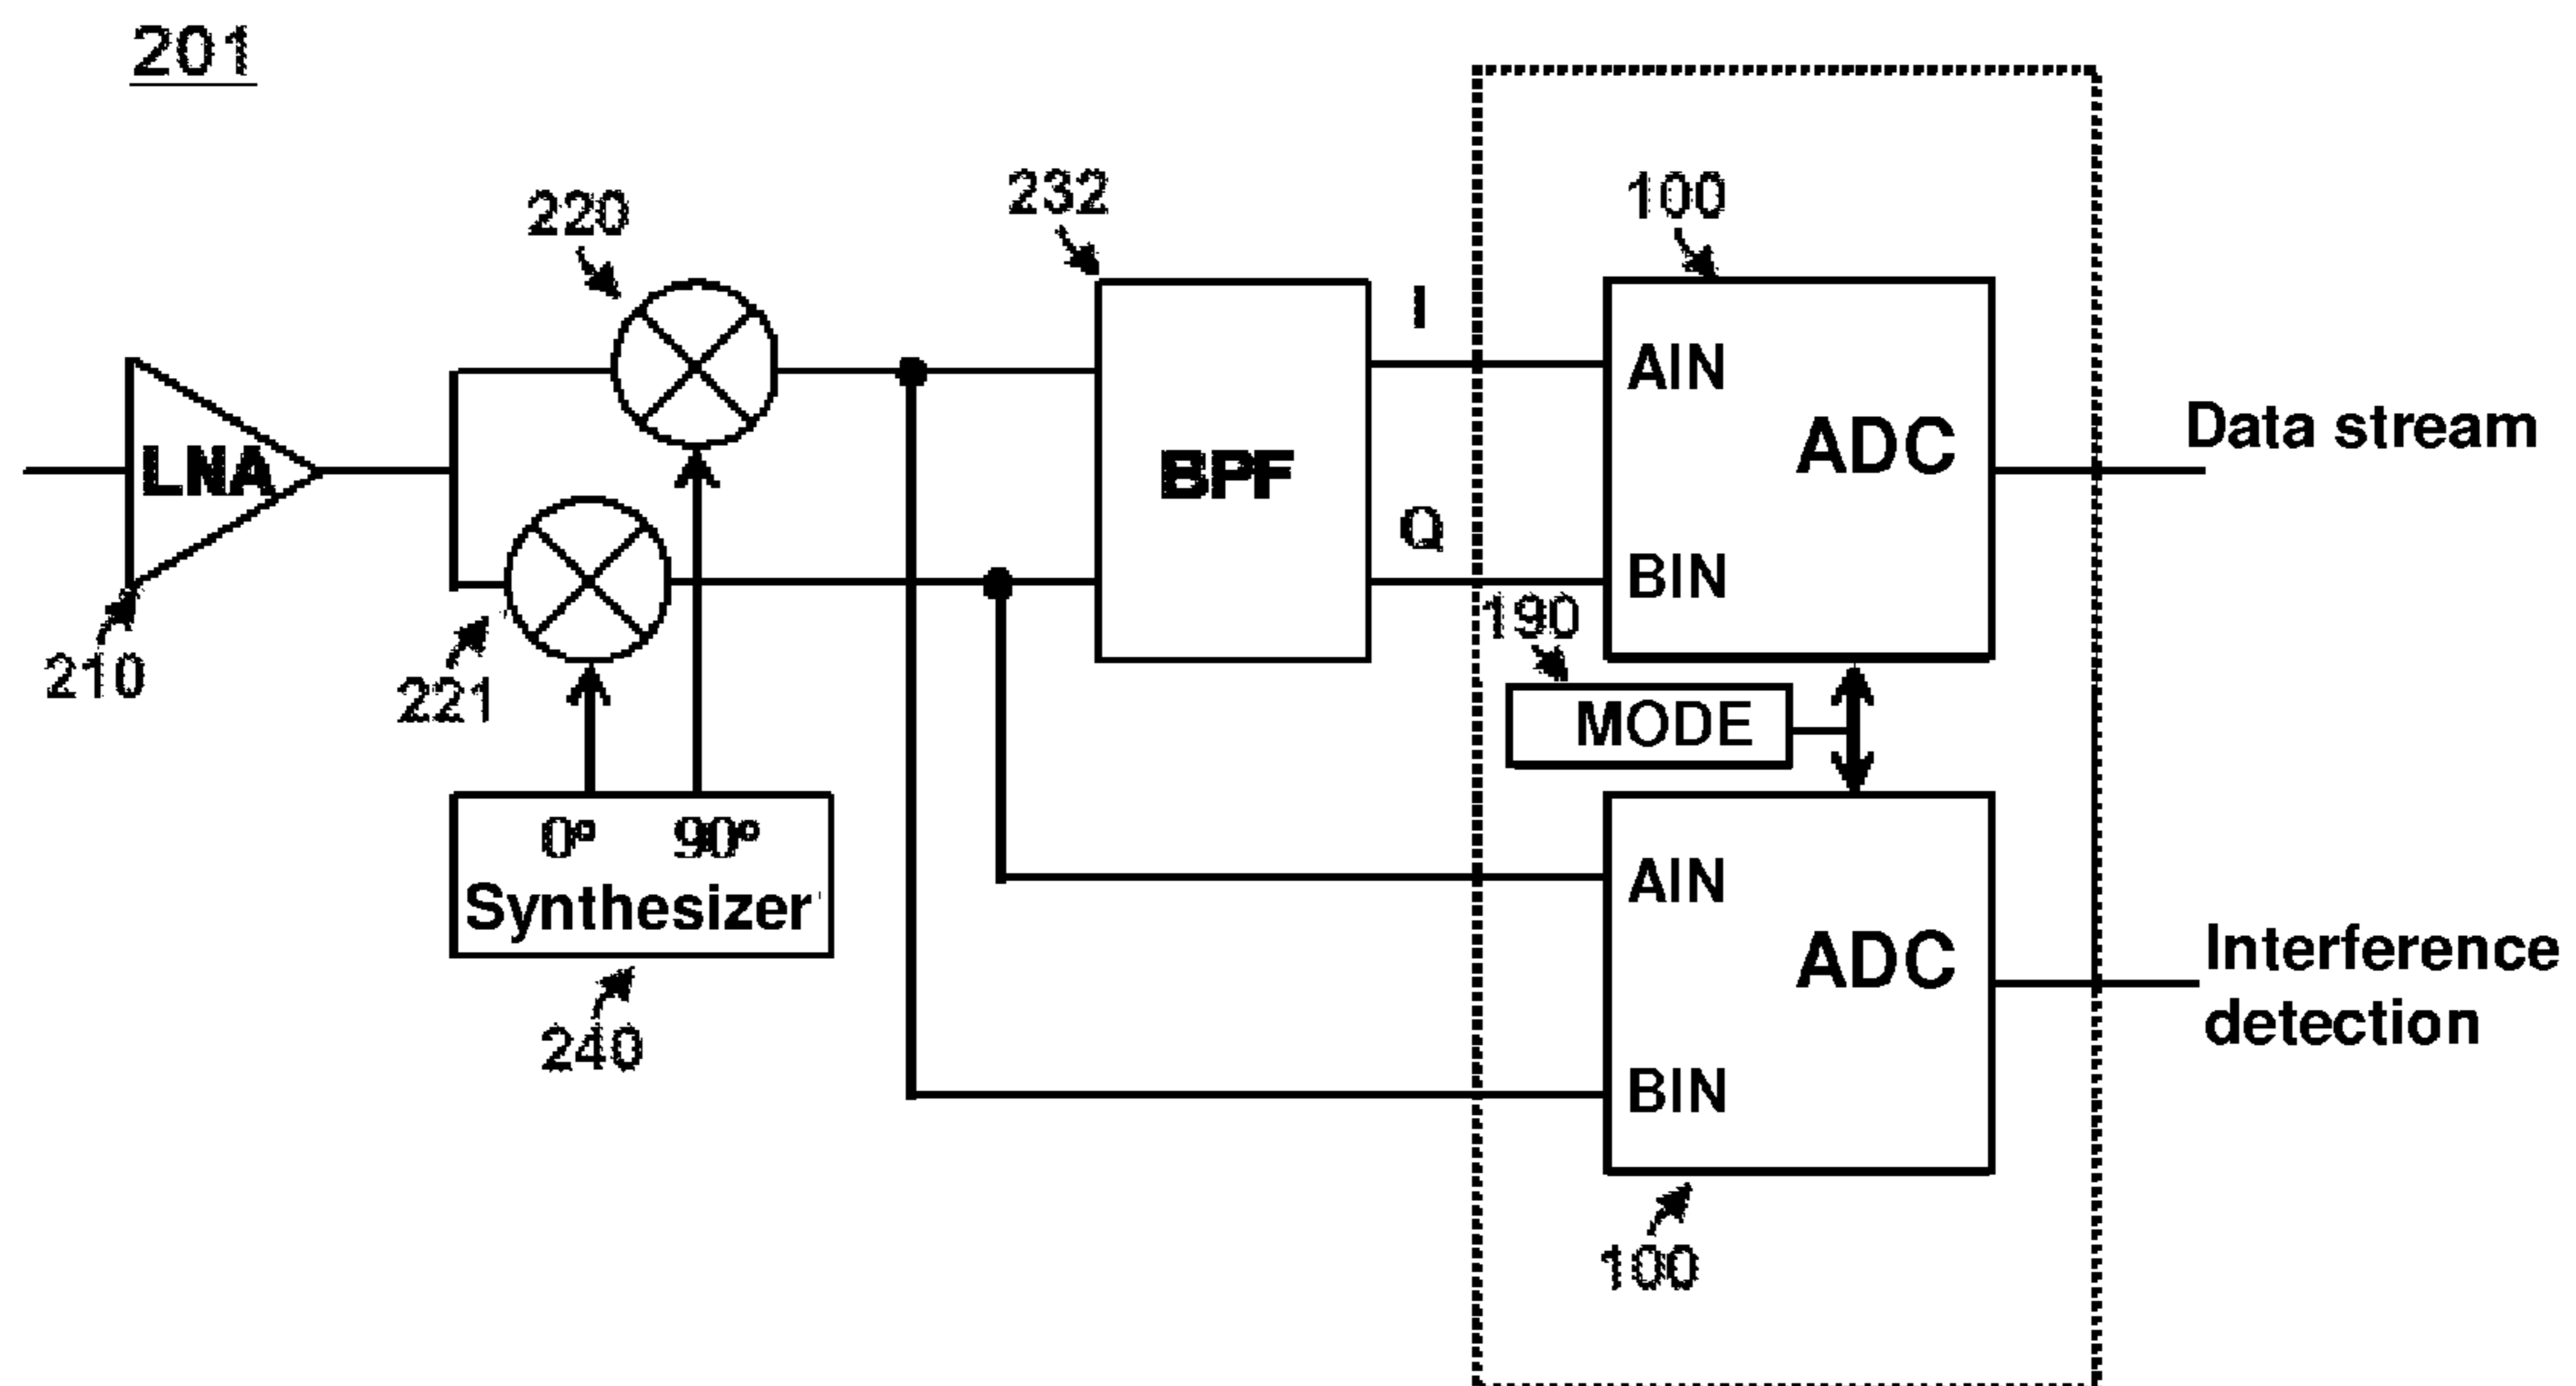 201
220
232
100
I
AIN
LNA
BPF
ADC
Data stream
Q
BIN
190
210
221
MODE
0° 90°
Synthesizer
AIN
ADC
Interference
detection
240
BIN
100